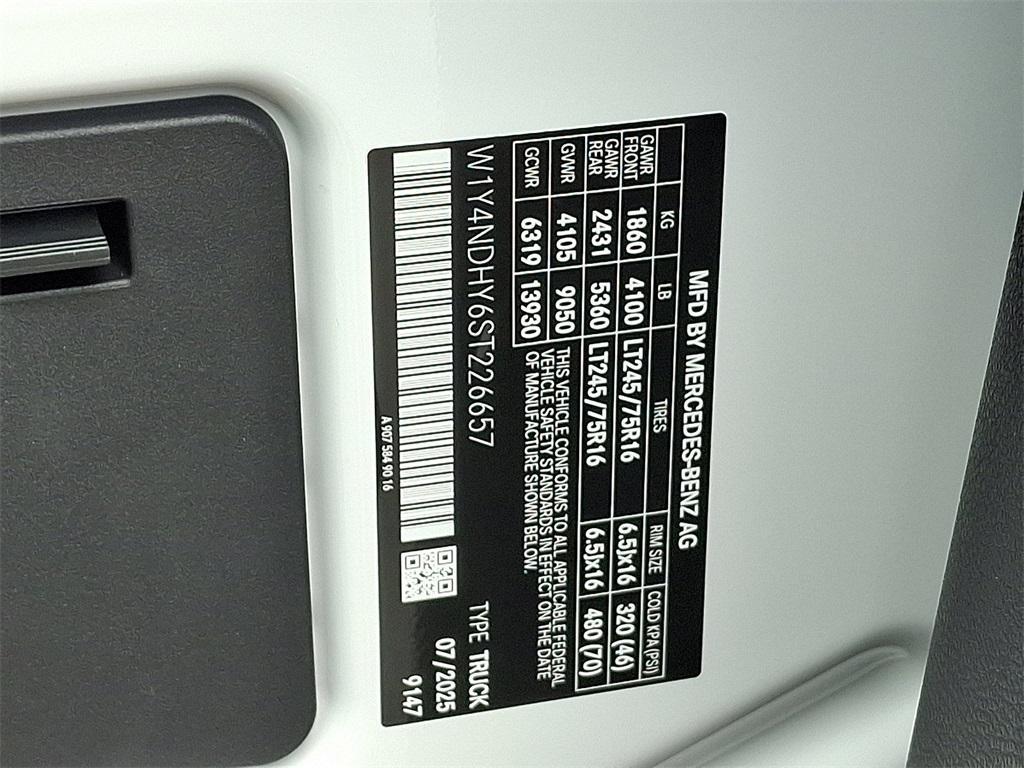 MFD BY MERCEDES-BENZ AG
KG LB TIRES RIM SIZE COLD KPA (PSI)
GAWR FRONT 1860 4100 LT245/75R16 6.5Jx16 320 (46)
GAWR REAR 2431 5360 LT245/75R16 6.5Jx16 480 (70)
GVWR 4105 9050
GCWR 6319 13930
THIS VEHICLE CONFORMS TO ALL APPLICABLE FEDERAL
VEHICLE SAFETY STANDARDS IN EFFECT ON THE DATE
OF MANUFACTURE SHOWN BELOW.
W1Y4NDHY6ST226657
TYPE TRUCK
07/2025
9147
A 907 584 90 16